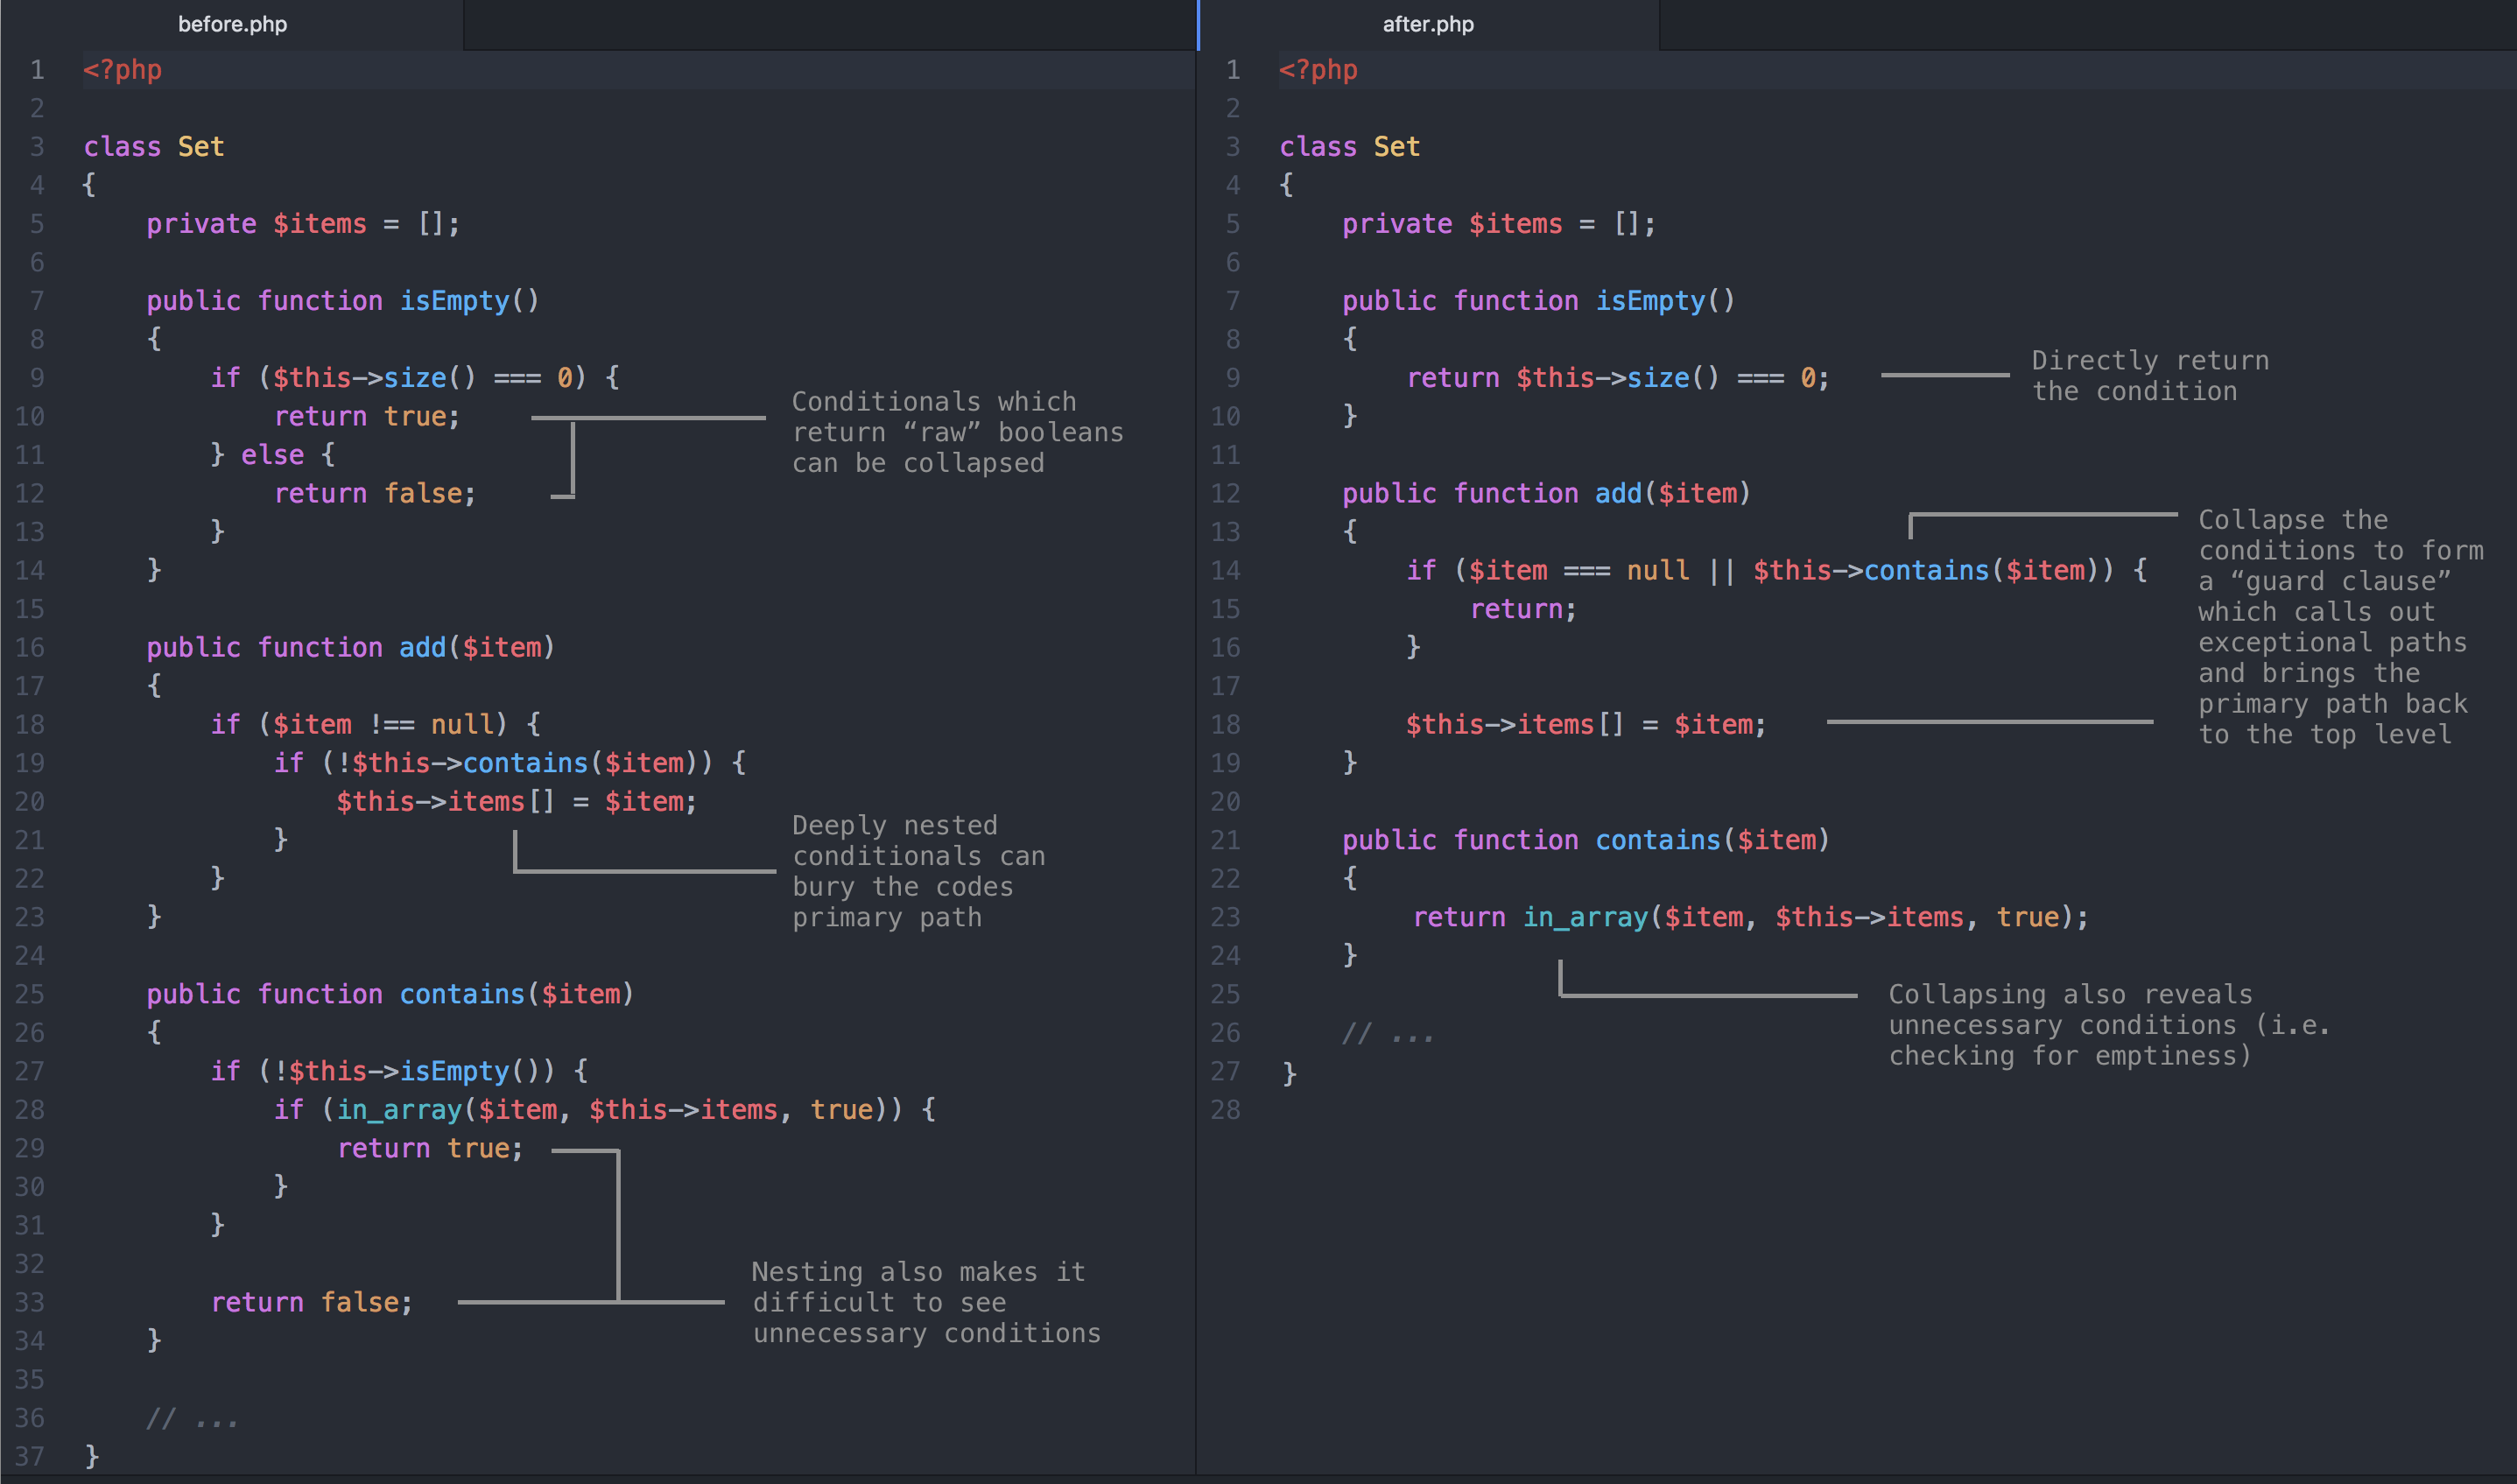 before.php
1 <?php
2
3 class Set
4 {
5     private $items = [];
6
7     public function isEmpty()
8     {
9         if ($this->size() === 0) {
10             return true;
11         } else {
12             return false;
13         }
14     }
15
16     public function add($item)
17     {
18         if ($item !== null) {
19             if (!$this->contains($item)) {
20                 $this->items[] = $item;
21             }
22         }
23     }
24
25     public function contains($item)
26     {
27         if (!$this->isEmpty()) {
28             if (in_array($item, $this->items, true)) {
29                 return true;
30             }
31         }
32
33         return false;
34     }
35
36     // ...
37 }
Conditionals which
return “raw” booleans
can be collapsed
Deeply nested
conditionals can
bury the codes
primary path
Nesting also makes it
difficult to see
unnecessary conditions
after.php
1 <?php
2
3 class Set
4 {
5     private $items = [];
6
7     public function isEmpty()
8     {
9         return $this->size() === 0;
10     }
11
12     public function add($item)
13     {
14         if ($item === null || $this->contains($item)) {
15             return;
16         }
17
18         $this->items[] = $item;
19     }
20
21     public function contains($item)
22     {
23         return in_array($item, $this->items, true);
24     }
25
26     // ...
27 }
28
Directly return
the condition
Collapse the
conditions to form
a “guard clause”
which calls out
exceptional paths
and brings the
primary path back
to the top level
Collapsing also reveals
unnecessary conditions (i.e.
checking for emptiness)